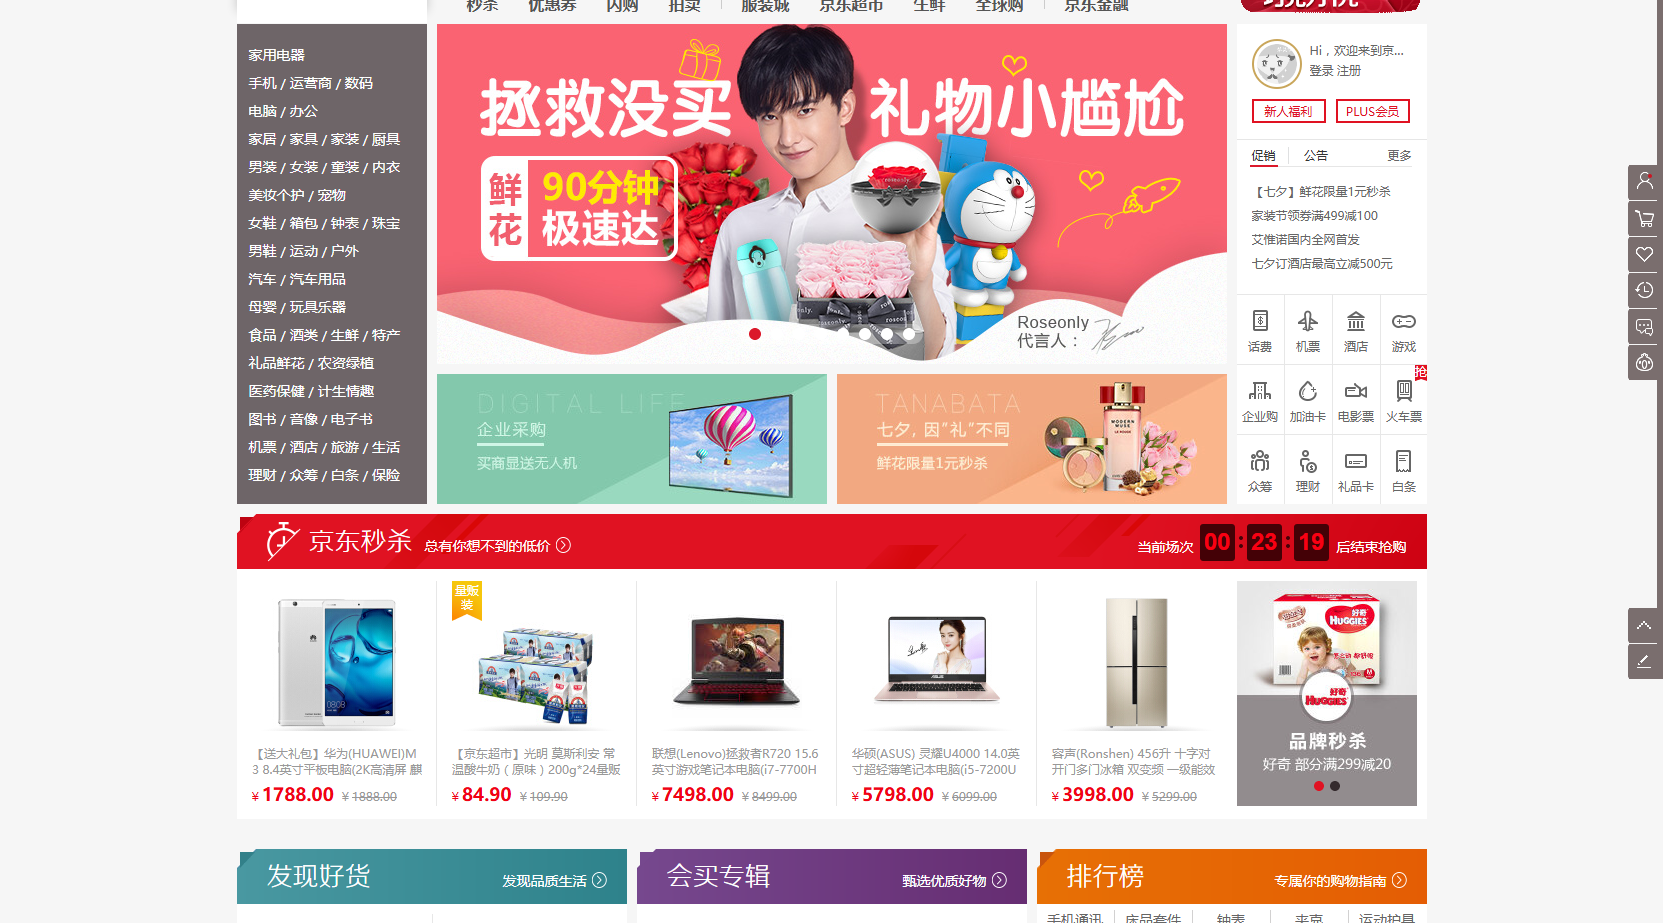 秒杀 优惠券 闪购 拍卖 服装城 京东超市 生鲜 全球购 京东金融
家用电器
手机 / 运营商 / 数码
电脑 / 办公
家居 / 家具 / 家装 / 厨具
男装 / 女装 / 童装 / 内衣
美妆个护 / 宠物
女鞋 / 箱包 / 钟表 / 珠宝
男鞋 / 运动 / 户外
汽车 / 汽车用品
母婴 / 玩具乐器
食品 / 酒类 / 生鲜 / 特产
礼品鲜花 / 农资绿植
医药保健 / 计生情趣
图书 / 音像 / 电子书
机票 / 酒店 / 旅游 / 生活
理财 / 众筹 / 白条 / 保险
拯救没买 礼物小尴尬
鲜花
90分钟
极速达
Roseonly
代言人：
DIGITAL LIFE
企业采购
买商显送无人机
TANABATA
七夕, 因"礼"不同
鲜花限量1元秒杀
MODERN
MUSE
LE ROUGE
Hi，欢迎来到京...
登录 注册
新人福利 PLUS会员
促销 公告 更多
【七夕】鲜花限量1元秒杀
家装节领券满499减100
艾惟诺国内全网首发
七夕订酒店最高立减500元
话费 机票 酒店 游戏
抢
企业购 加油卡 电影票 火车票
众筹 理财 礼品卡 白条
京东秒杀 总有你想不到的低价
当前场次 00 : 23 : 19 后结束抢购
量贩
装
【送大礼包】华为(HUAWEI)M
3 8.4英寸平板电脑(2K高清屏 麒
¥ 1788.00 ¥ 1888.00
【京东超市】光明 莫斯利安 常
温酸牛奶（原味）200g*24量贩
¥ 84.90 ¥ 109.90
联想(Lenovo)拯救者R720 15.6
英寸游戏笔记本电脑(i7-7700H
¥ 7498.00 ¥ 8499.00
华硕(ASUS) 灵耀U4000 14.0英
寸超轻薄笔记本电脑(i5-7200U
¥ 5798.00 ¥ 6099.00
容声(Ronshen) 456升 十字对
开门多门冰箱 双变频 一级能效
¥ 3998.00 ¥ 5299.00
好奇
HUGGIES
好奇
HUGGIES
品牌秒杀
好奇 部分满299减20
发现好货 发现品质生活
会买专辑 甄选优质好物
排行榜 专属你的购物指南
手机通讯 床品套件 钟表 夹克 运动护具